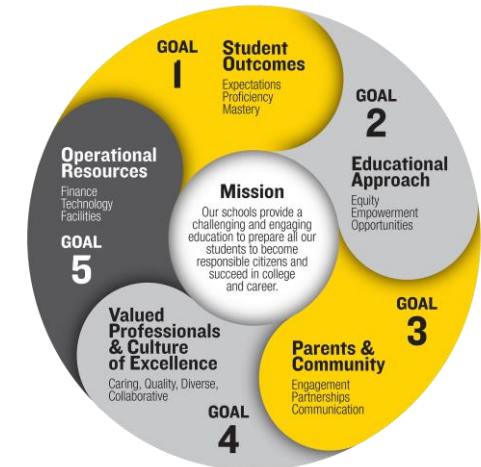 GOAL
1
Student
Outcomes
Expectations
Proficiency
Mastery
GOAL
2
Educational
Approach
Equity
Empowerment
Opportunities
GOAL
3
Parents &
Community
Engagement
Partnerships
Communication
GOAL
4
Valued
Professionals
& Culture
of Excellence
Caring, Quality, Diverse,
Collaborative
Operational
Resources
Finance
Technology
Facilities
GOAL
5
Mission
Our schools provide a
challenging and engaging
education to prepare all our
students to become
responsible citizens and
succeed in college
and career.